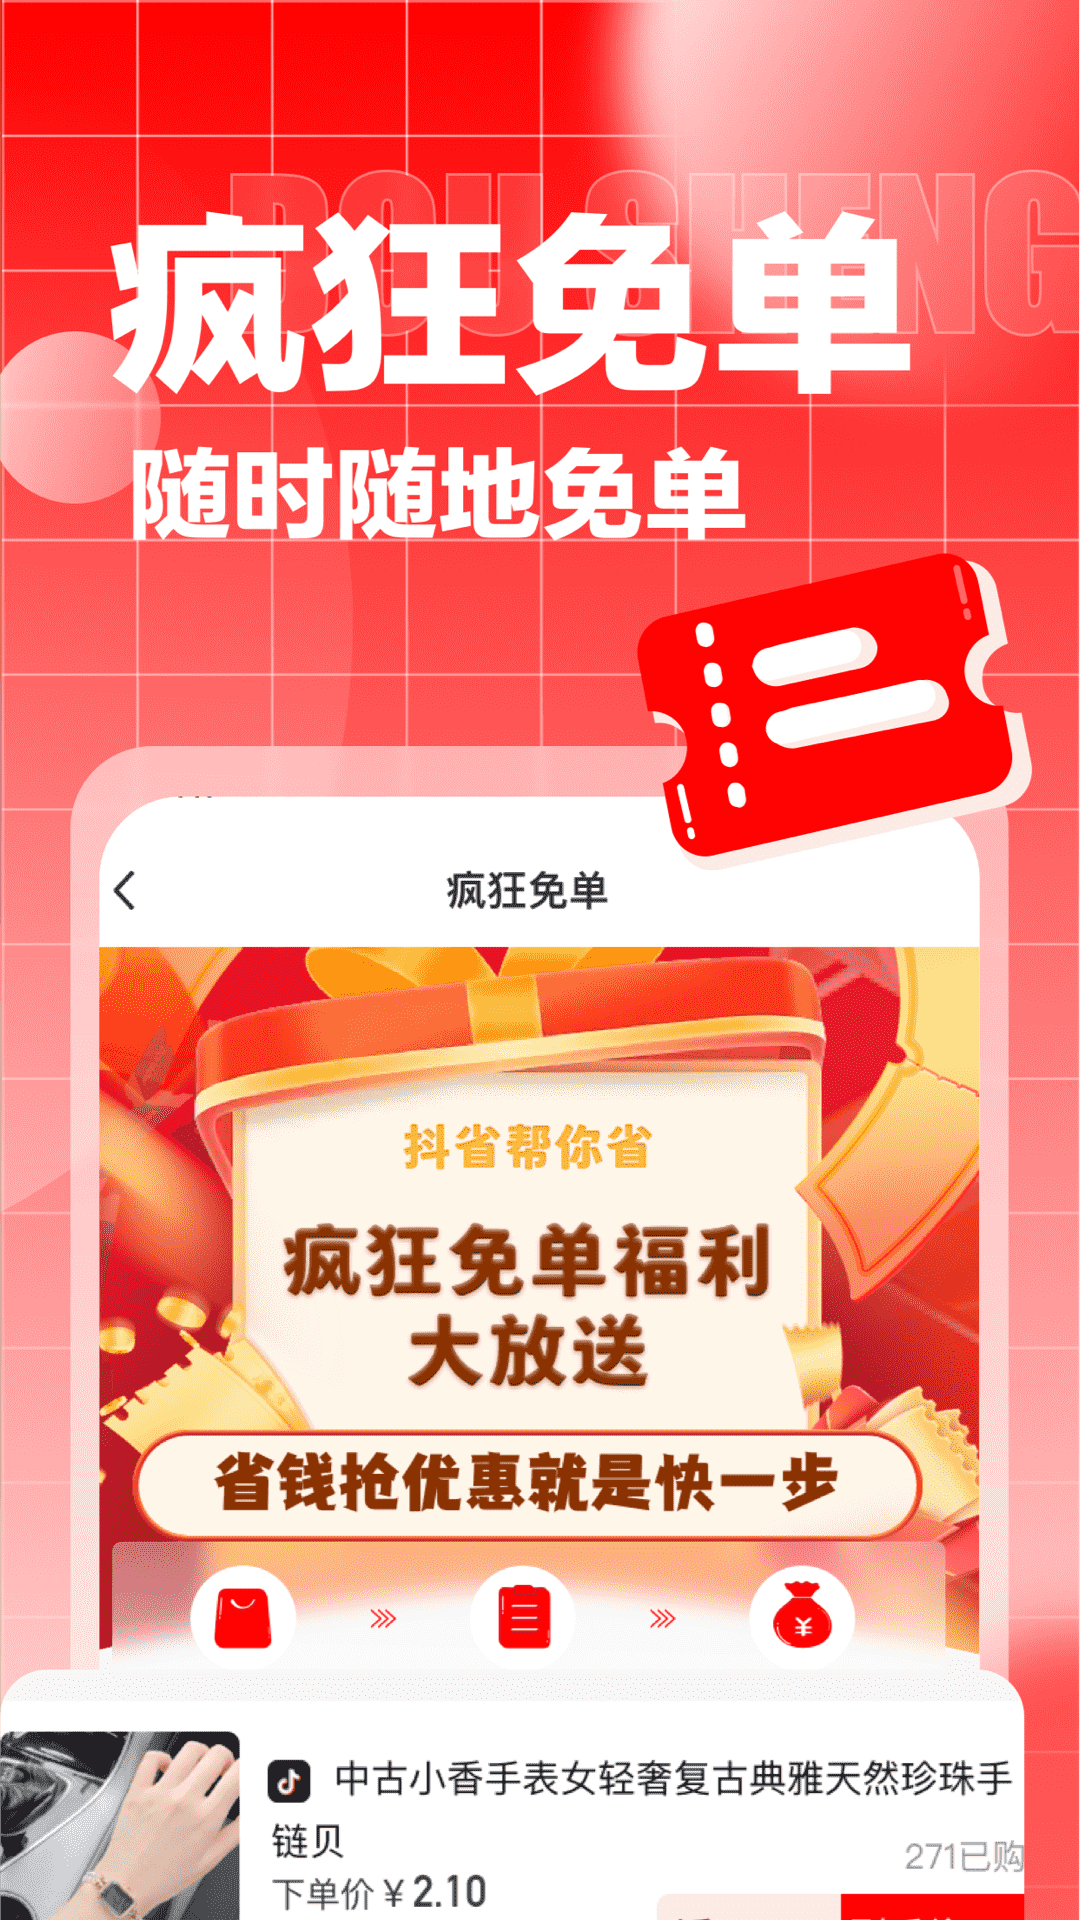 DOU SHENG
疯狂免单
随时随地免单
疯狂免单
抖省帮你省
疯狂免单福利
大放送
省钱抢优惠就是快一步
¥
中古小香手表女轻奢复古典雅天然珍珠手
链贝
271已购
下单价¥2.10